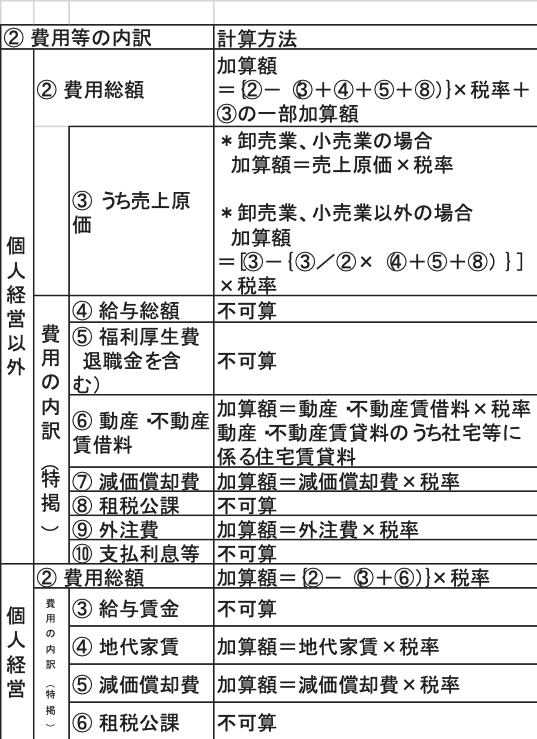 ② 費用等の内訳 計算方法
個人経営以外
② 費用総額
加算額
＝{②－（③＋④＋⑤＋⑧）}×税率＋
③の一部加算額
③ うち売上原
価
＊卸売業、小売業の場合
加算額＝売上原価×税率
＊卸売業、小売業以外の場合
加算額
＝[③－{③／②×（④＋⑤＋⑧）}]
×税率
費用の内訳（特掲）
④ 給与総額 不可算
⑤ 福利厚生費
（退職金を含
む） 不可算
⑥ 動産・不動産
賃借料
加算額＝動産・不動産賃借料×税率
動産・不動産賃貸料のうち社宅等に
係る住宅賃貸料
⑦ 減価償却費 加算額＝減価償却費×税率
⑧ 租税公課 不可算
⑨ 外注費 加算額＝外注費×税率
⑩ 支払利息等 不可算
個人経営
② 費用総額 加算額＝{②－（③＋⑥）}×税率
費用の内訳（特掲）
③ 給与賃金 不可算
④ 地代家賃 加算額＝地代家賃×税率
⑤ 減価償却費 加算額＝減価償却費×税率
⑥ 租税公課 不可算